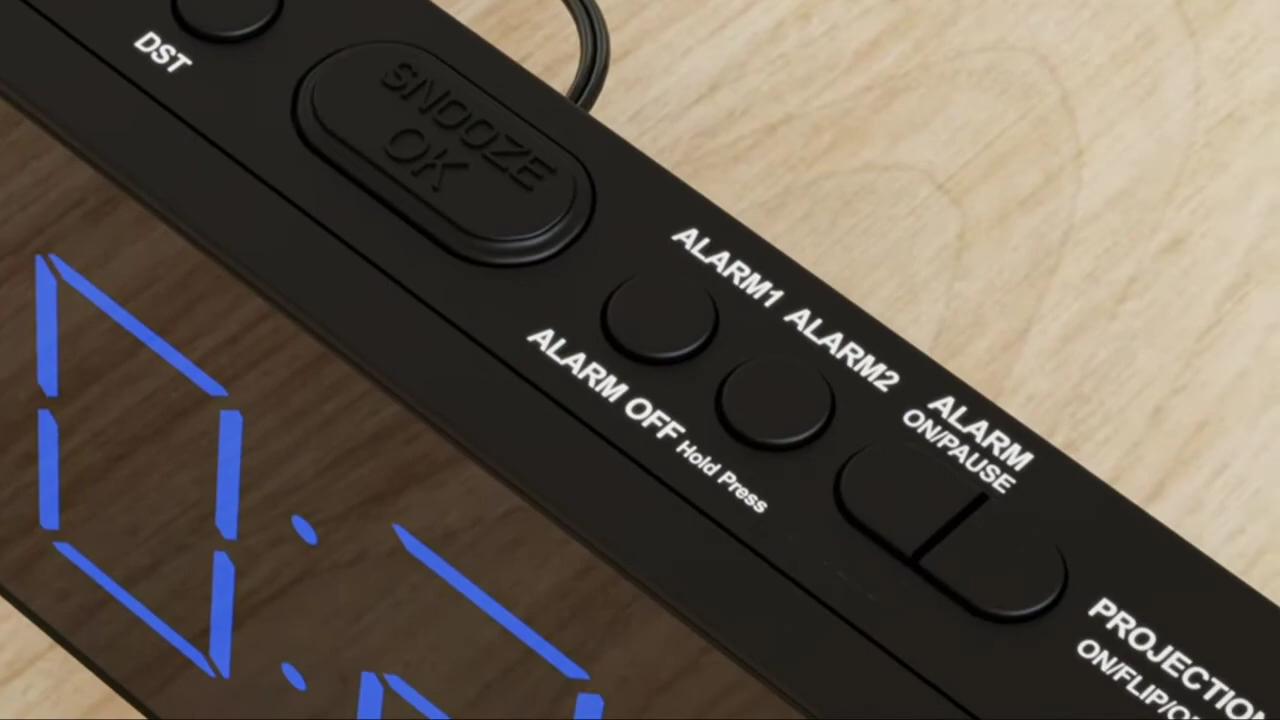 DST
SNOOZE
OK
ALARM1 ALARM2
ALARM
ON/PAUSE
ALARM OFF Hold Press
PROJECTION